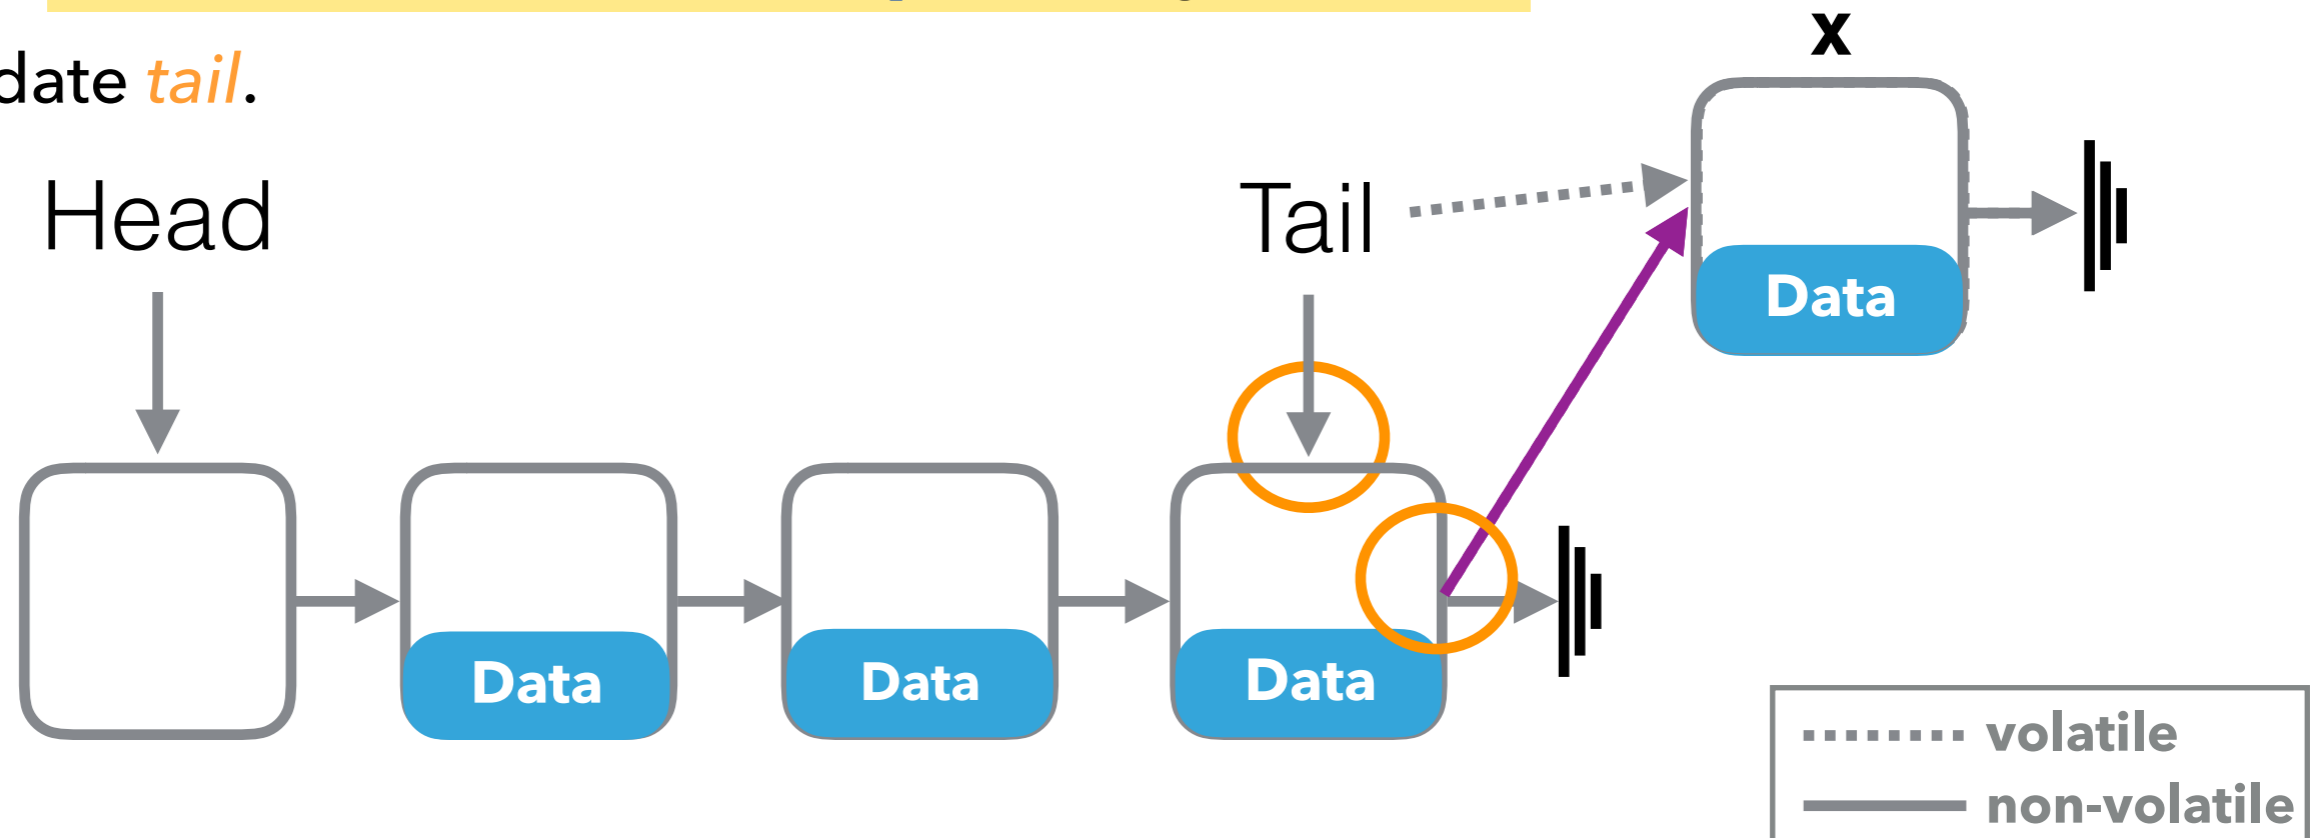 date tail.
x
Head
Tail
Data
Data
Data
Data
volatile
non-volatile